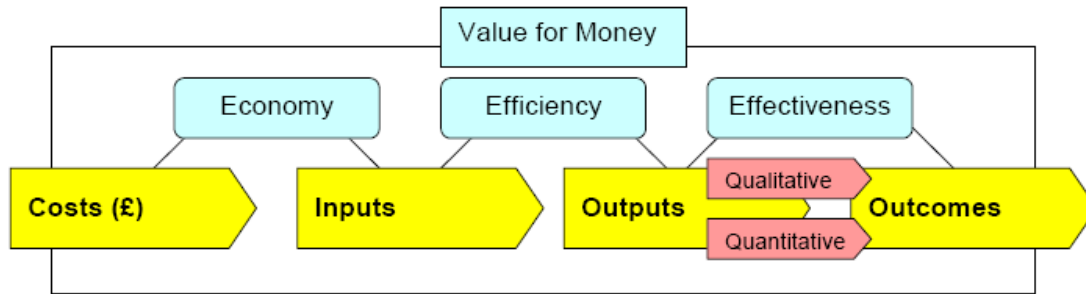 Value for Money
Economy
Efficiency
Effectiveness
Costs (£)
Inputs
Outputs
Qualitative
Quantitative
Outcomes